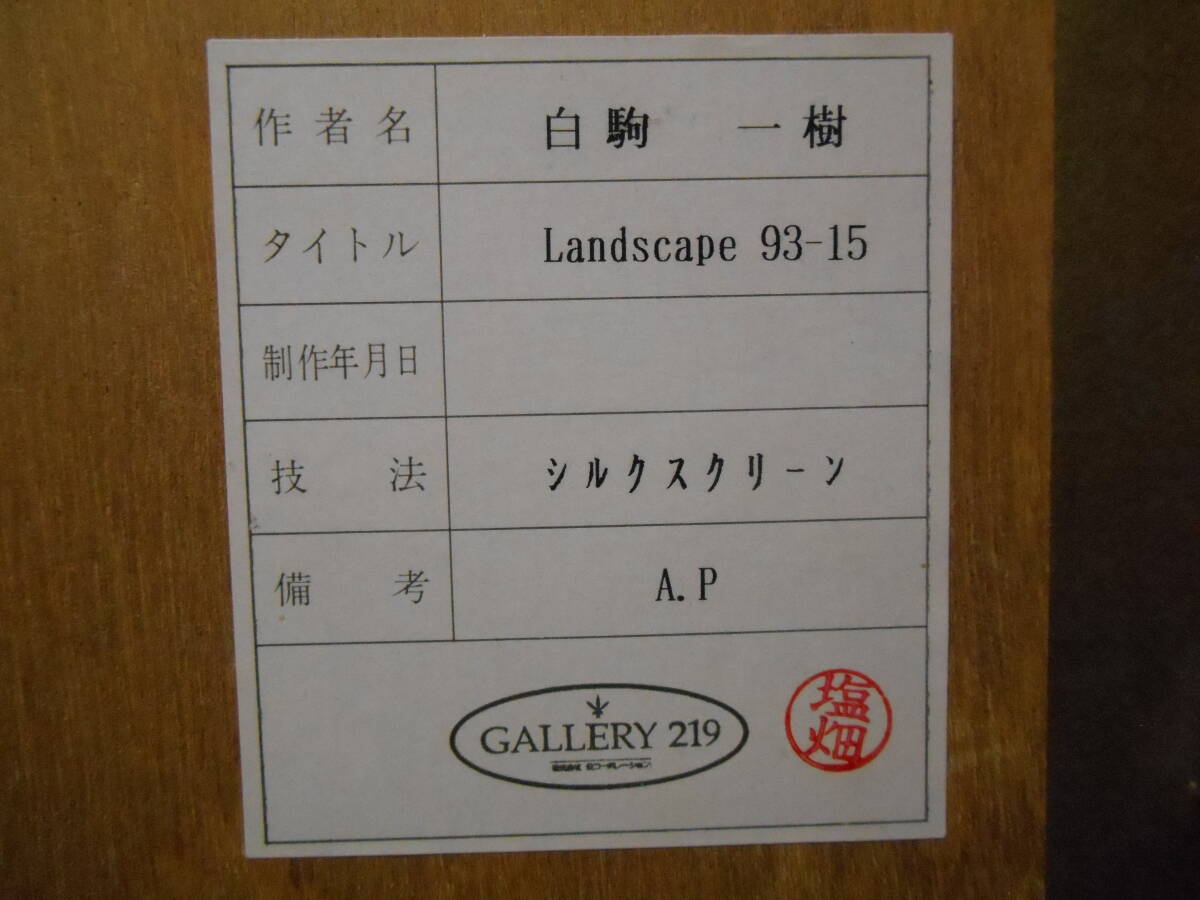 作者名 白駒 一樹
タイトル Landscape 93-15
制作年月日
技法 シルクスクリーン
備考 A.P
GALLERY 219
塩畑